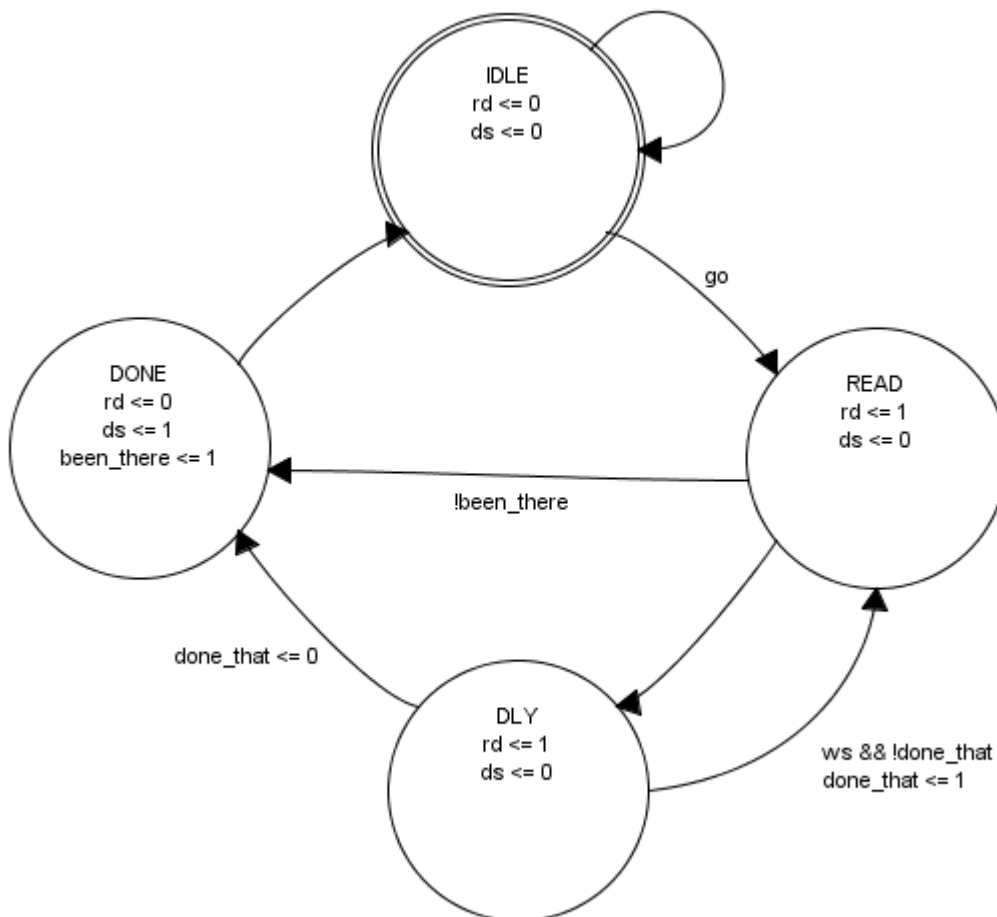 IDLE
rd <= 0
ds <= 0
go
DONE
rd <= 0
ds <= 1
been_there <= 1
READ
rd <= 1
ds <= 0
!been_there
done_that <= 0
DLY
rd <= 1
ds <= 0
ws && !done_that
done_that <= 1